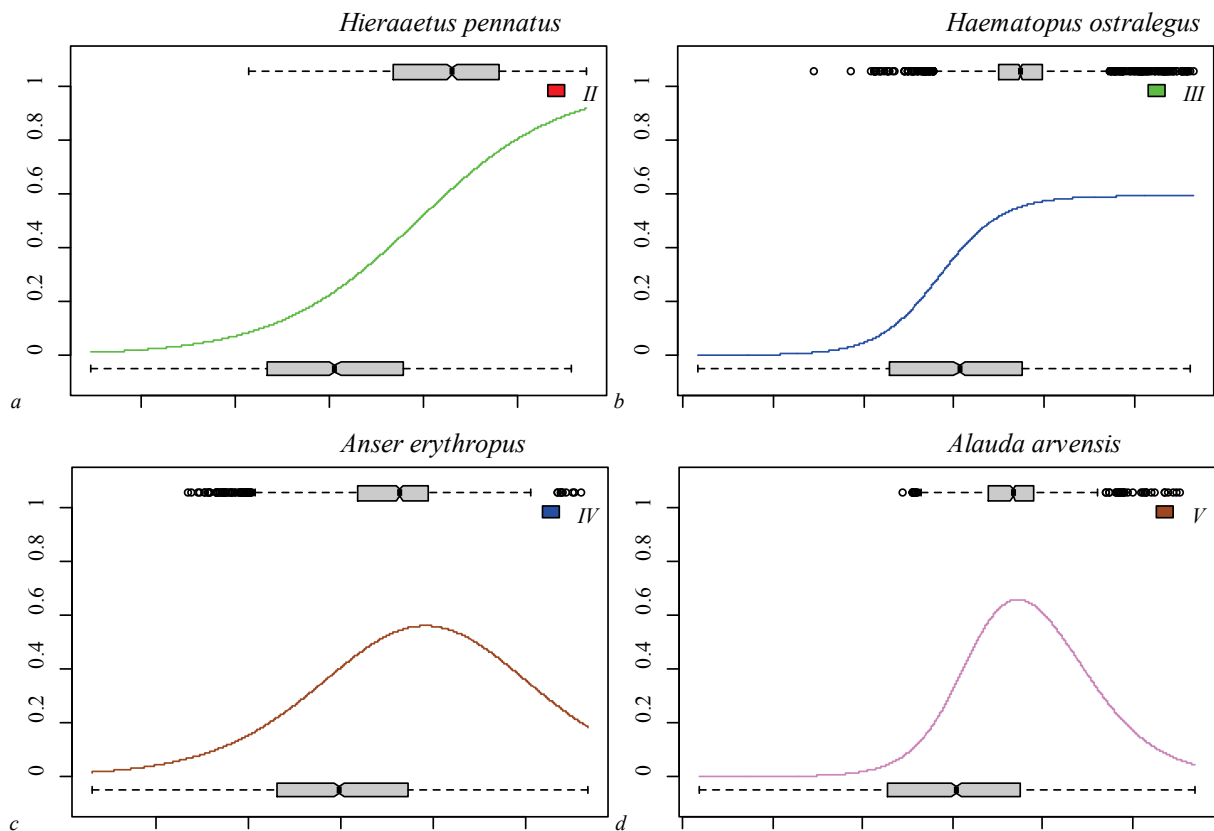 Hieraaetus pennatus
II
1
0.8
0.6
0.4
0.2
0
a
Haematopus ostralegus
III
1
0.8
0.6
0.4
0.2
0
b
Anser erythropus
IV
1
0.8
0.6
0.4
0.2
0
c
Alauda arvensis
V
1
0.8
0.6
0.4
0.2
0
d